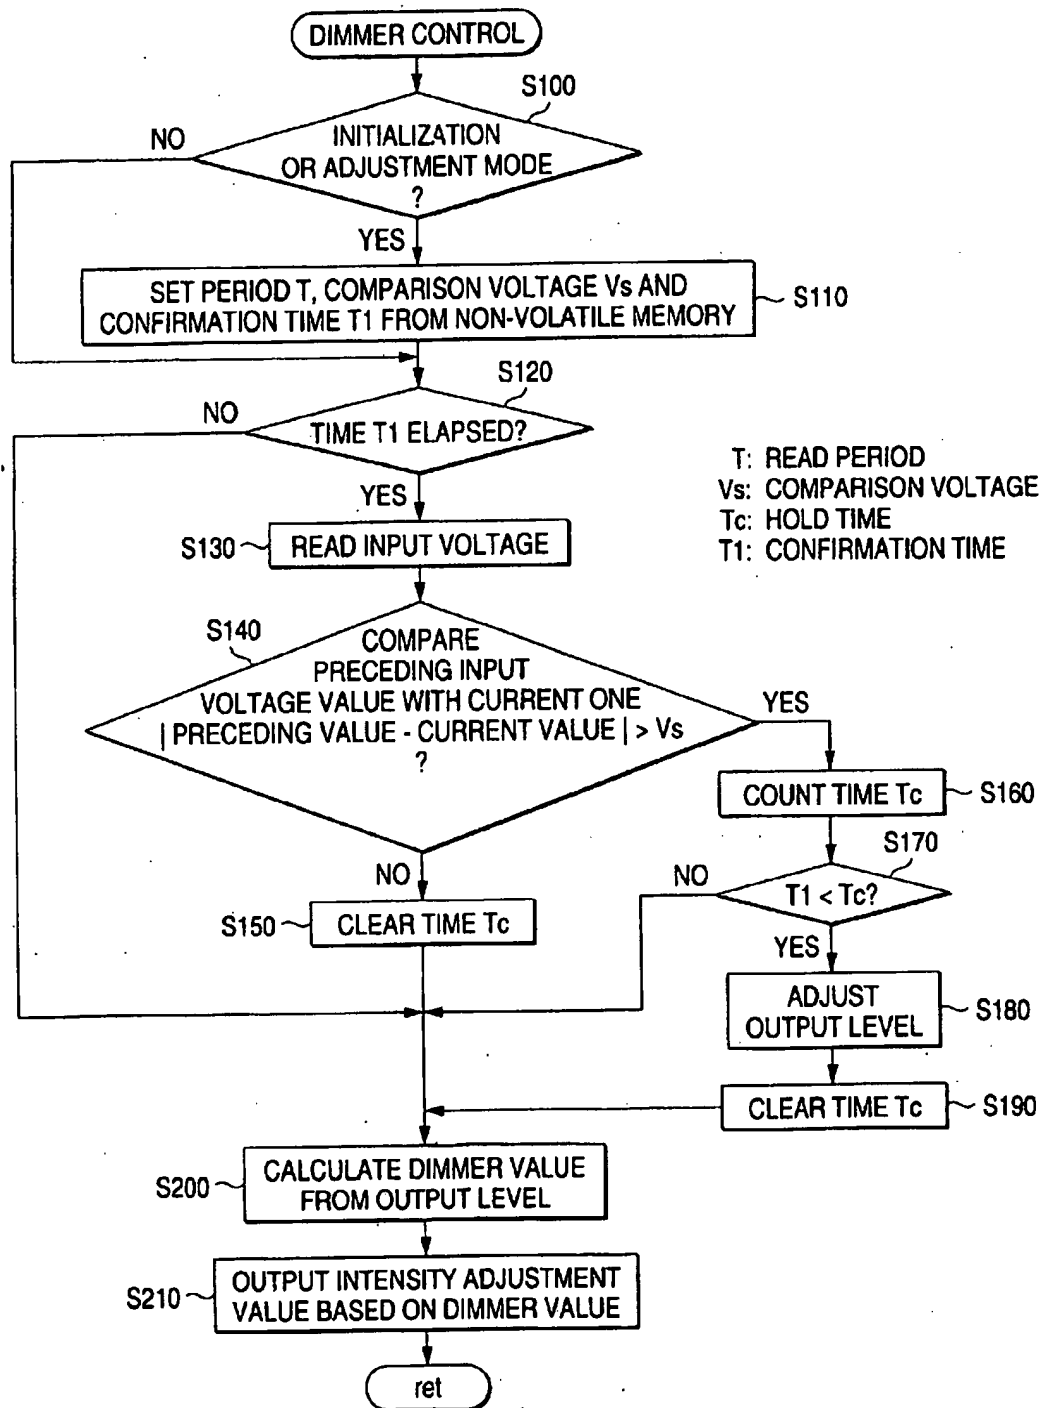 DIMMER CONTROL
S100
NO
INITIALIZATION
OR ADJUSTMENT MODE
?
YES
SET PERIOD T, COMPARISON VOLTAGE Vs AND
CONFIRMATION TIME T1 FROM NON-VOLATILE MEMORY
S110
S120
NO
TIME T1 ELAPSED?
YES
T: READ PERIOD
Vs: COMPARISON VOLTAGE
Tc: HOLD TIME
T1: CONFIRMATION TIME
S130
READ INPUT VOLTAGE
S140
COMPARE
PRECEDING INPUT
VOLTAGE VALUE WITH CURRENT ONE
| PRECEDING VALUE - CURRENT VALUE | > Vs
?
YES
COUNT TIME Tc
S160
S170
NO
T1 < Tc?
YES
NO
S150
CLEAR TIME Tc
ADJUST
OUTPUT LEVEL
S180
CLEAR TIME Tc
S190
S200
CALCULATE DIMMER VALUE
FROM OUTPUT LEVEL
S210
OUTPUT INTENSITY ADJUSTMENT
VALUE BASED ON DIMMER VALUE
ret